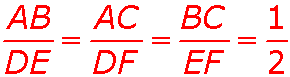 AB/DE = AC/DF = BC/EF = 1/2